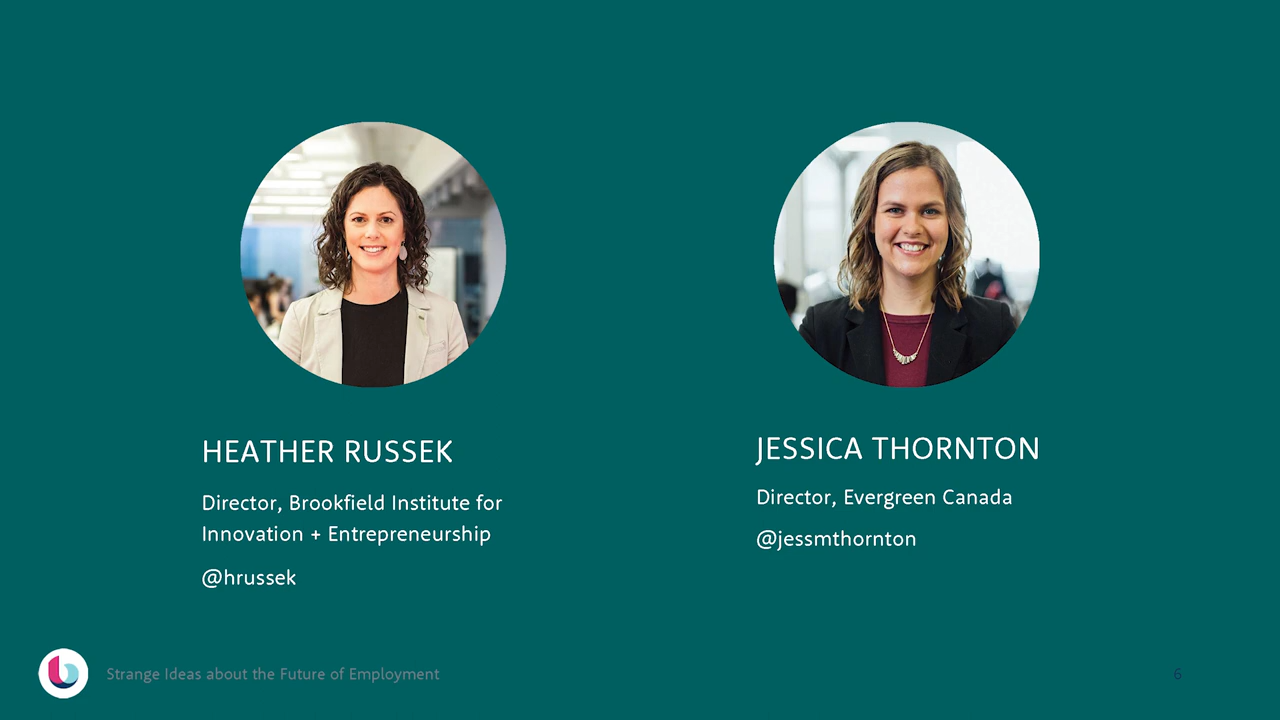 HEATHER RUSSEK
Director, Brookfield Institute for
Innovation + Entrepreneurship
@hrussek
JESSICA THORNTON
Director, Evergreen Canada
@jessmthornton
Strange Ideas about the Future of Employment
6